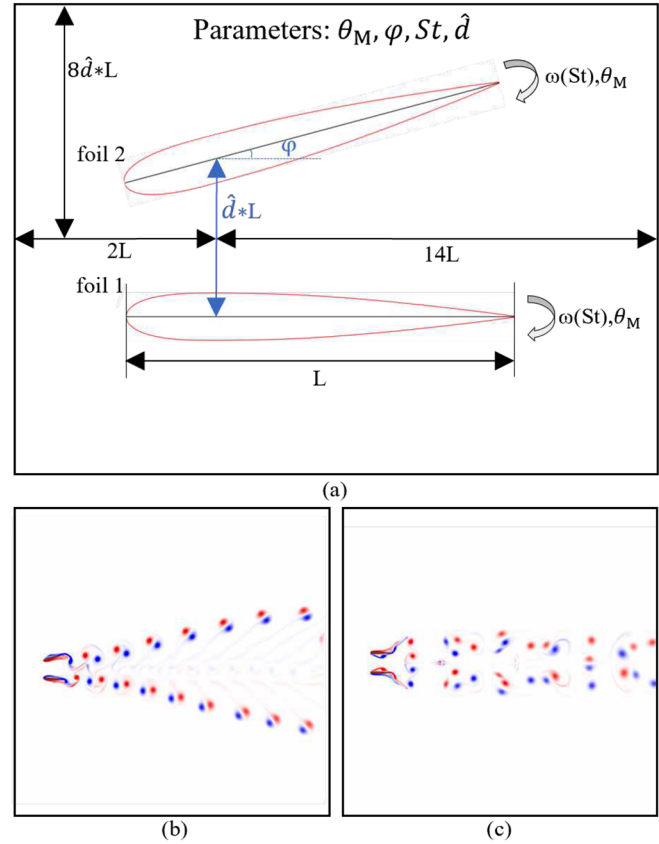 Parameters: θ_M, φ, St, d̂
8d̂*L
ω(St),θ_M
foil 2
φ
d̂*L
2L
14L
foil 1
ω(St),θ_M
L
(a)
(b)
(c)